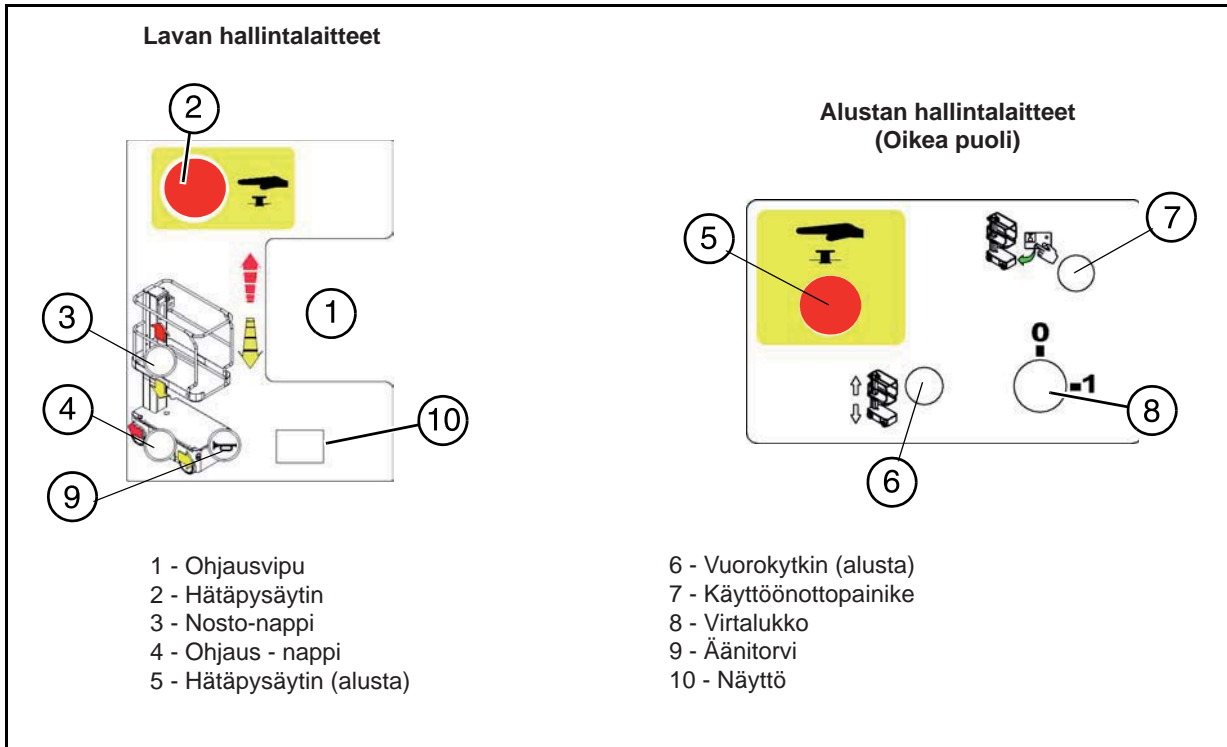 Lavan hallintalaitteet
2
1
3
4
10
9
Alustan hallintalaitteet
(Oikea puoli)
7
5
0
1
8
6
1 - Ohjausvipu
2 - Hätäpysäytin
3 - Nosto-nappi
4 - Ohjaus - nappi
5 - Hätäpysäytin (alusta)
6 - Vuorokytkin (alusta)
7 - Käyttöönottopainike
8 - Virtalukko
9 - Äänitorvi
10 - Näyttö